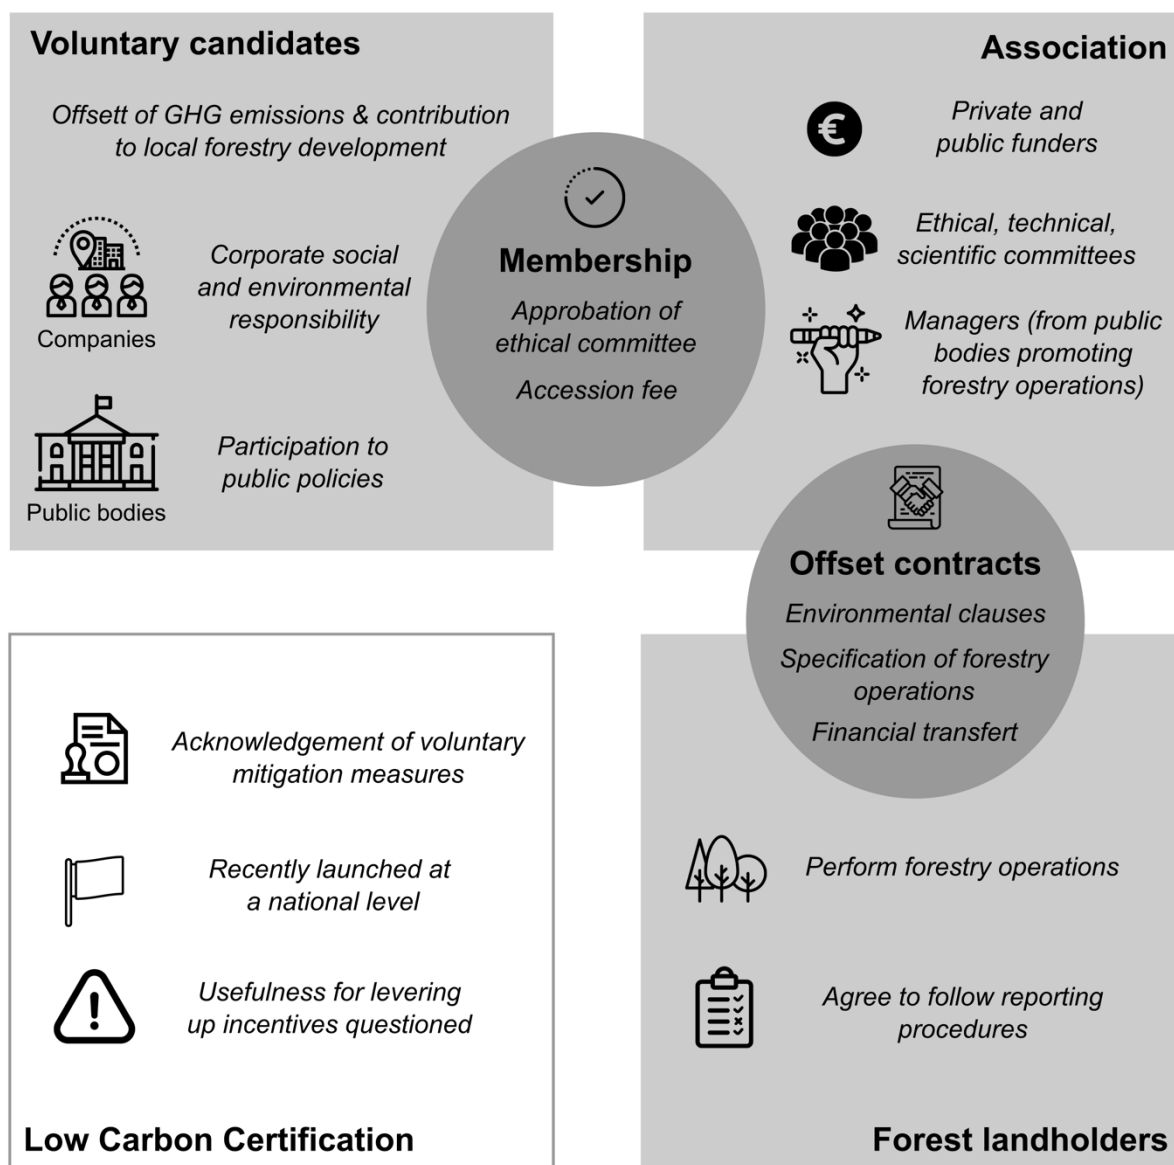 Voluntary candidates
Offsett of GHG emissions & contribution
to local forestry development
Corporate social
and environmental
responsibility
Companies
Participation to
public policies
Public bodies
Membership
Approbation of
ethical committee
Accession fee
Association
€
Private and
public funders
Ethical, technical,
scientific committees
Managers (from public
bodies promoting
forestry operations)
Offset contracts
Environmental clauses
Specification of forestry
operations
Financial transfert
Acknowledgement of voluntary
mitigation measures
Recently launched at
a national level
Usefulness for levering
up incentives questioned
Low Carbon Certification
Perform forestry operations
Agree to follow reporting
procedures
Forest landholders